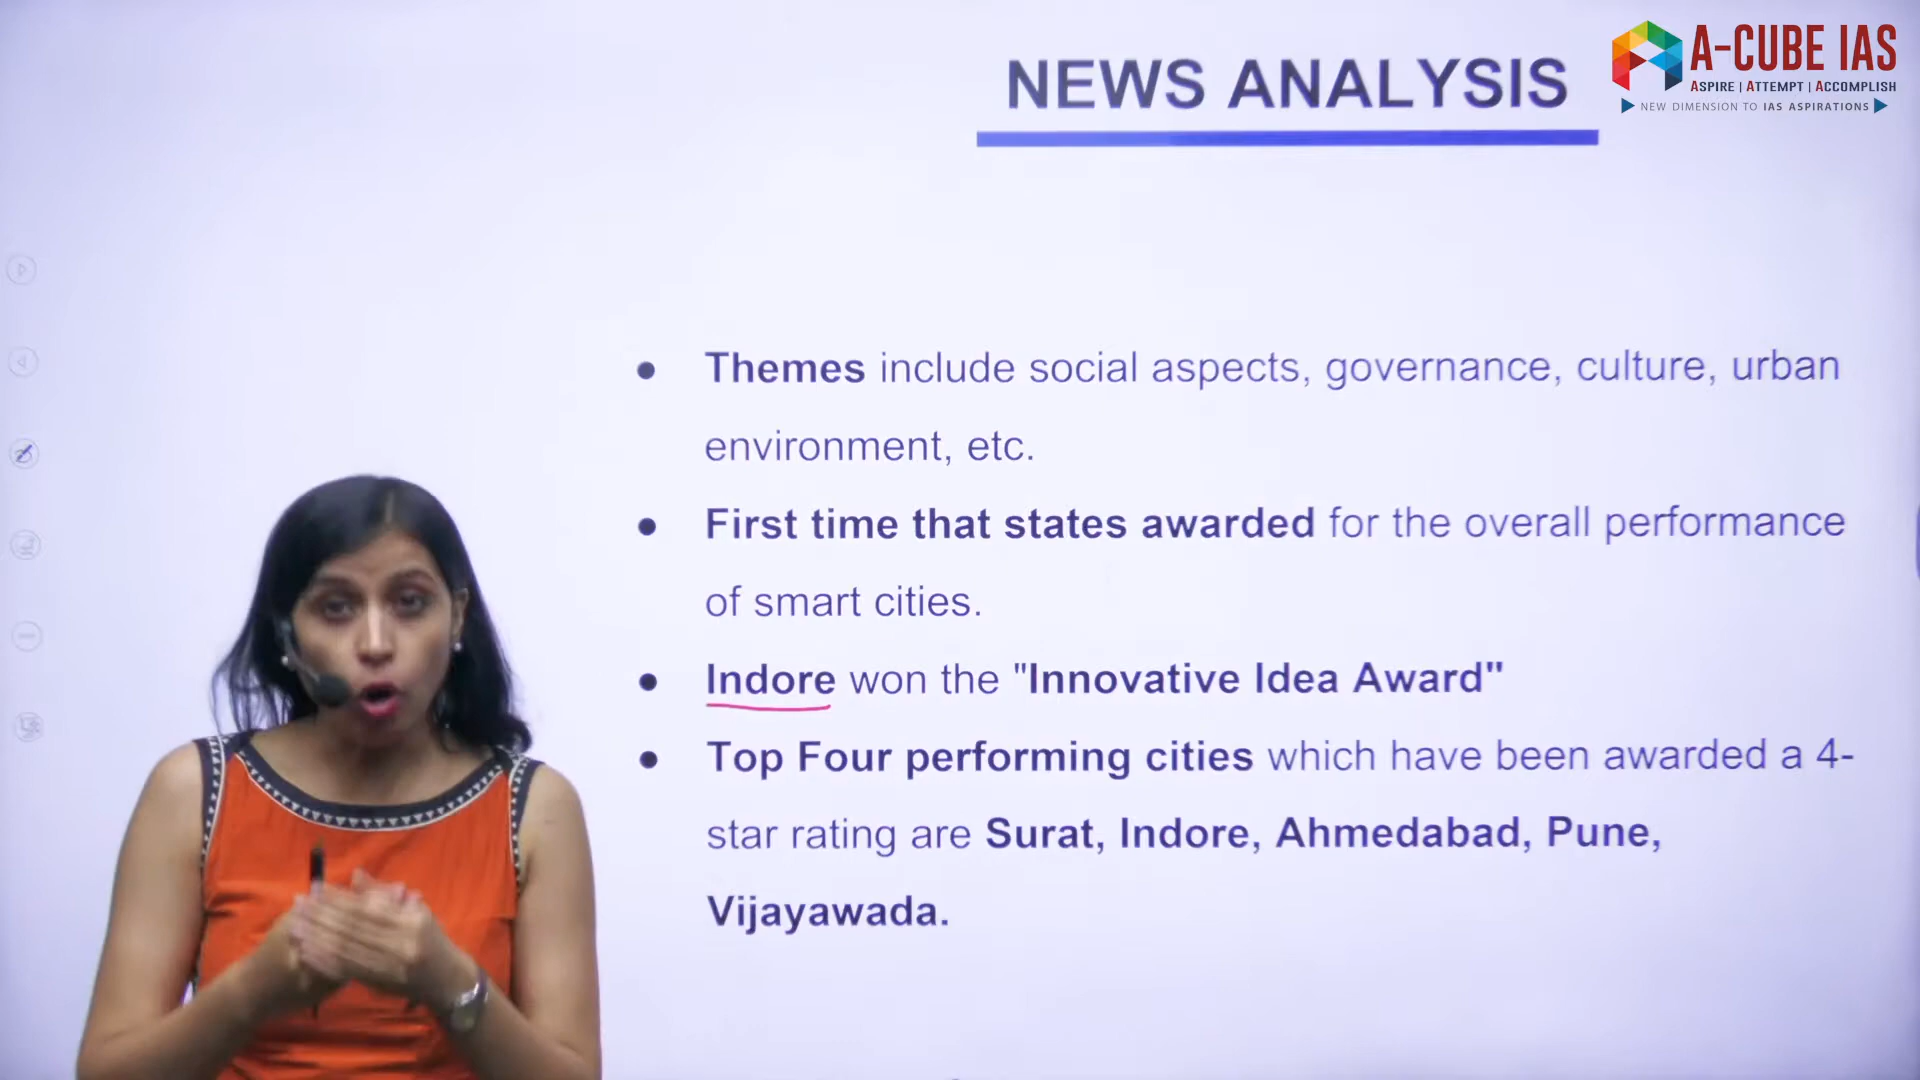 NEWS ANALYSIS
A-CUBE IAS
ASPIRE | ATTEMPT | ACCOMPLISH
NEW DIMENSION TO IAS ASPIRATIONS
● Themes include social aspects, governance, culture, urban
environment, etc.
● First time that states awarded for the overall performance
of smart cities.
● Indore won the "Innovative Idea Award"
● Top Four performing cities which have been awarded a 4-
star rating are Surat, Indore, Ahmedabad, Pune,
Vijayawada.